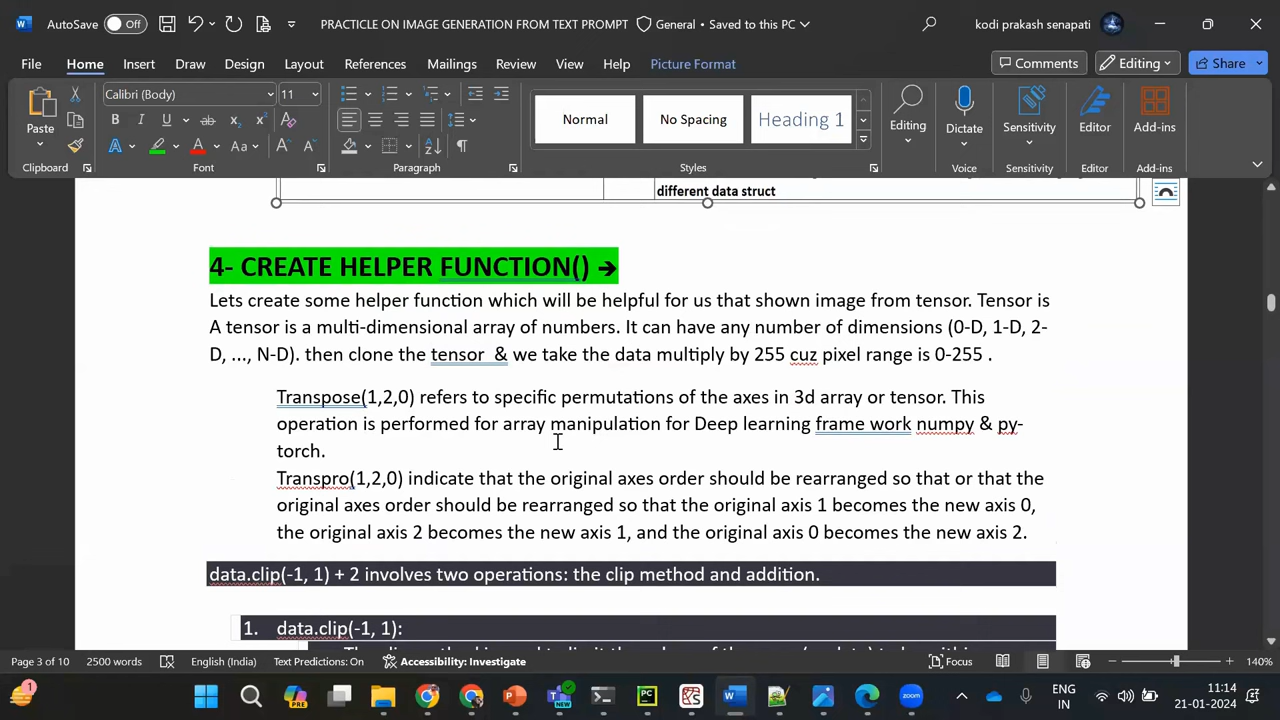 AutoSave Off PRACTICLE ON IMAGE GENERATION FROM TEXT PROMPT General • Saved to this PC kodi prakash senapati
File Home Insert Draw Design Layout References Mailings Review View Help Picture Format Comments Editing Share
Calibri (Body) 11
Paste B I U ab x₂ x² Normal No Spacing Heading 1 Editing Dictate Sensitivity Editor Add-ins
A A Aa A A
Clipboard Font Paragraph Styles Voice Sensitivity Editor Add-ins
different data struct
4- CREATE HELPER FUNCTION() →
Lets create some helper function which will be helpful for us that shown image from tensor. Tensor is
A tensor is a multi-dimensional array of numbers. It can have any number of dimensions (0-D, 1-D, 2-
D, ..., N-D). then clone the tensor & we take the data multiply by 255 cuz pixel range is 0-255 .
Transpose(1,2,0) refers to specific permutations of the axes in 3d array or tensor. This
operation is performed for array manipulation for Deep learning frame work numpy & py-
torch.
Transpro(1,2,0) indicate that the original axes order should be rearranged so that or that the
original axes order should be rearranged so that the original axis 1 becomes the new axis 0,
the original axis 2 becomes the new axis 1, and the original axis 0 becomes the new axis 2.
data.clip(-1, 1) + 2 involves two operations: the clip method and addition.
1. data.clip(-1, 1):
Page 3 of 10 2500 words English (India) Text Predictions: On Accessibility: Investigate Focus 140%
1 NEW PC zoom ENG 11:14
IN 21-01-2024